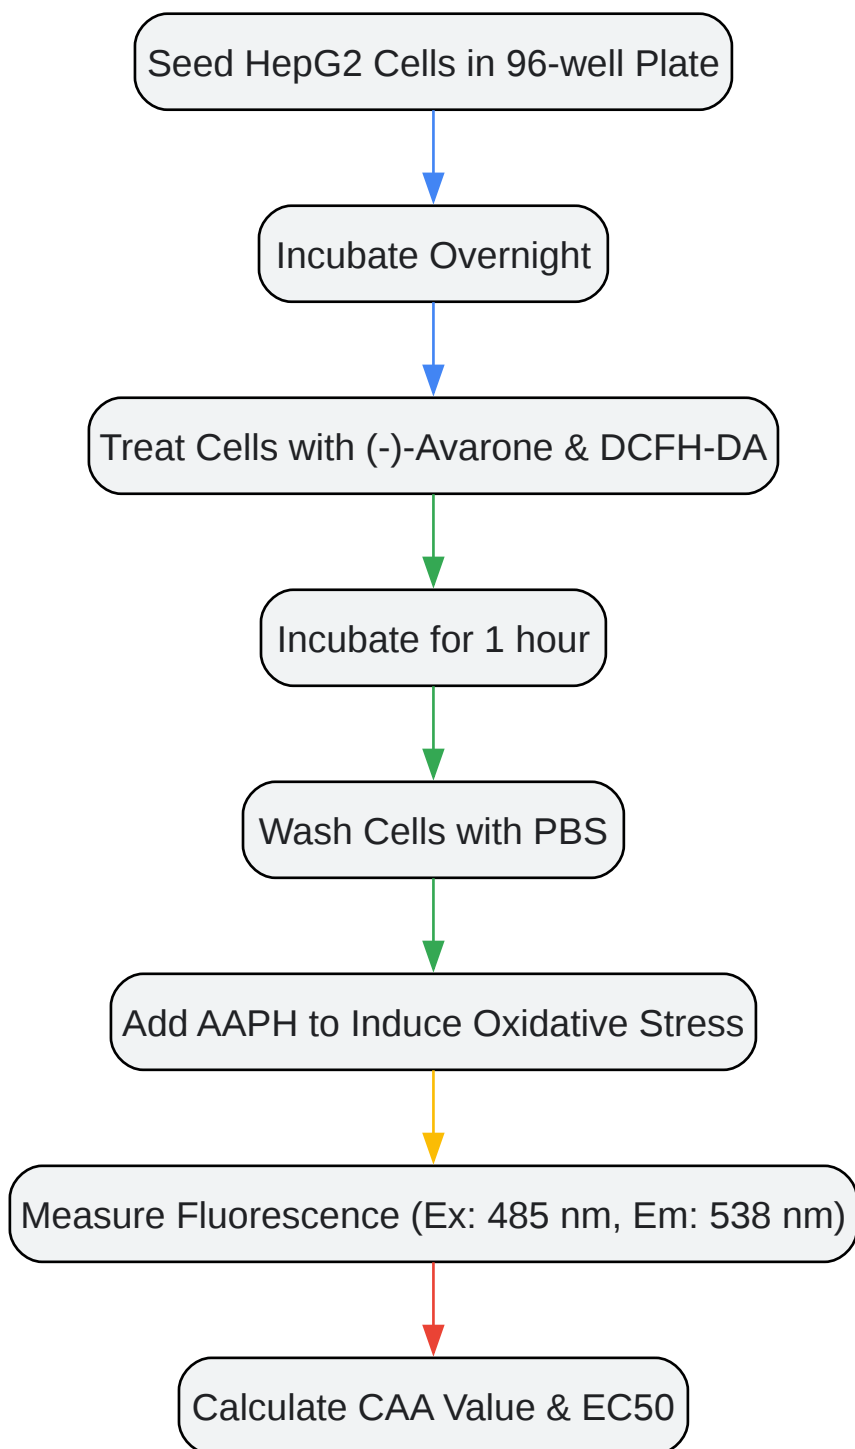 Seed HepG2 Cells in 96-well Plate
Incubate Overnight
Treat Cells with (-)-Avarone & DCFH-DA
Incubate for 1 hour
Wash Cells with PBS
Add AAPH to Induce Oxidative Stress
Measure Fluorescence (Ex: 485 nm, Em: 538 nm)
Calculate CAA Value & EC50